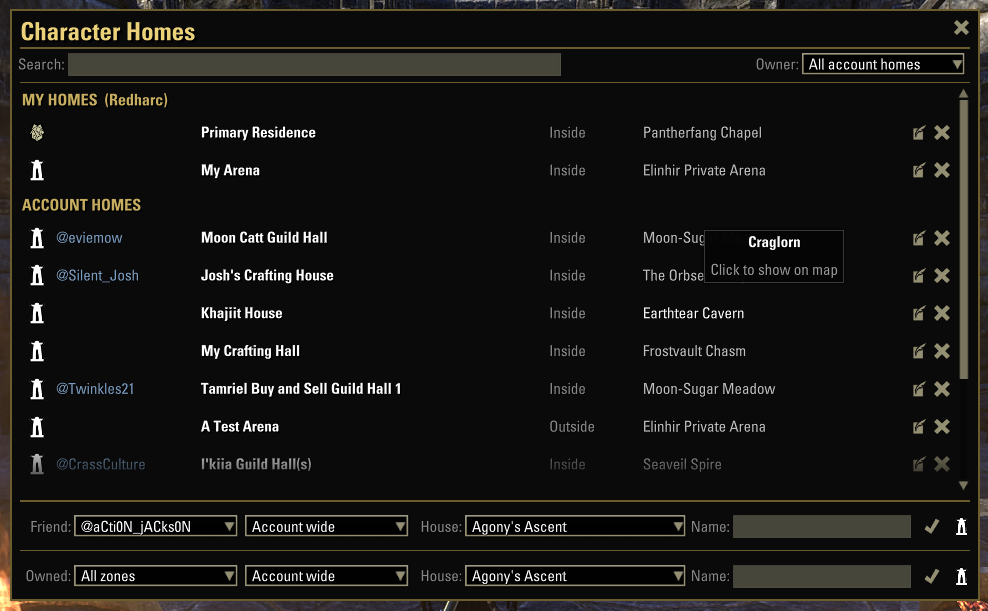 Character Homes
Search: Owner: All account homes
MY HOMES (Redharc)
Primary Residence Inside Pantherfang Chapel
My Arena Inside Elinhir Private Arena
ACCOUNT HOMES
@eviemow Moon Catt Guild Hall Inside Moon-Sug
Craglorn
Click to show on map
@Silent_Josh Josh's Crafting House Inside The Orbse
Khajiit House Inside Earthtear Cavern
My Crafting Hall Inside Frostvault Chasm
@Twinkles21 Tamriel Buy and Sell Guild Hall 1 Inside Moon-Sugar Meadow
A Test Arena Outside Elinhir Private Arena
@CrassCulture I'kiia Guild Hall(s) Inside Seaveil Spire
Friend: @aCti0N_jACks0N Account wide House: Agony's Ascent Name:
Owned: All zones Account wide House: Agony's Ascent Name: